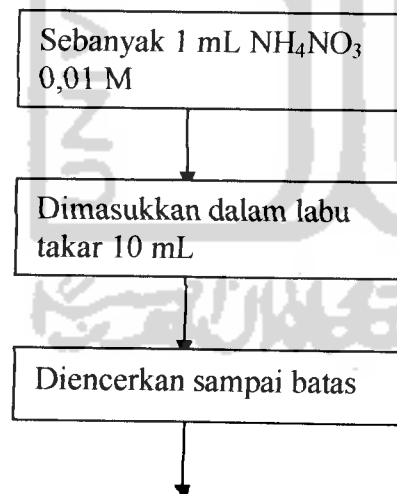 Sebanyak 1 mL NH₄NO₃
0,01 M
Dimasukkan dalam labu
takar 10 mL
Diencerkan sampai batas